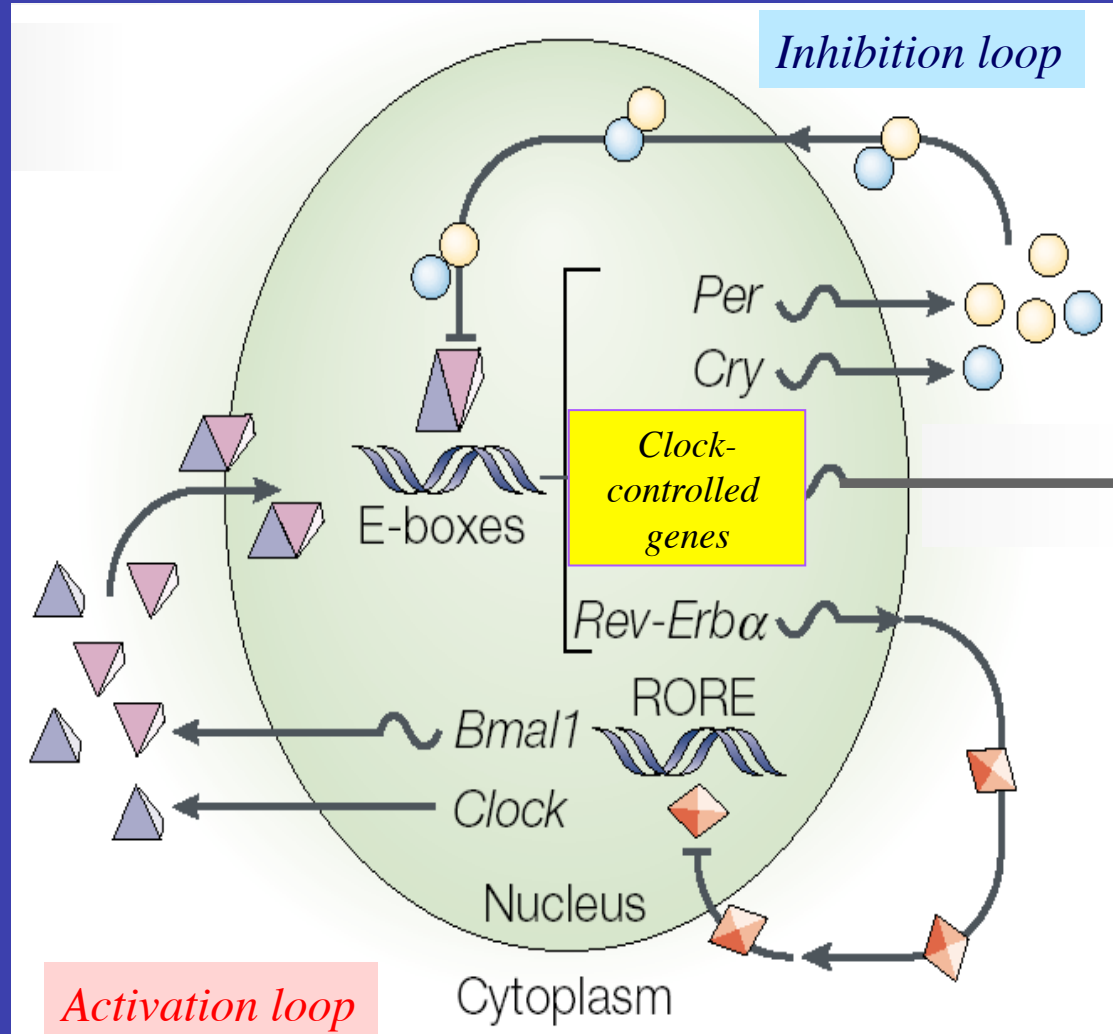 Inhibition loop
Per
Cry
Clock-
controlled
genes
E-boxes
Rev-Erbα
RORE
Bmal1
Clock
Nucleus
Cytoplasm
Activation loop